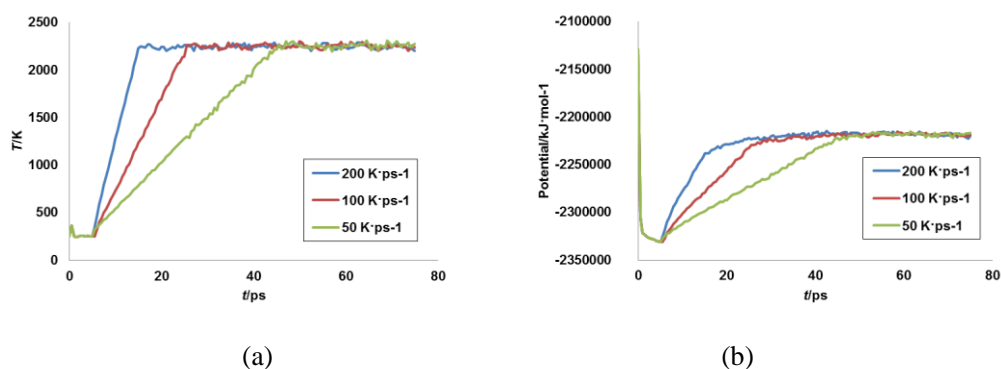 2500
2000
1500
1000
500
0
T/K
0 20 40 60 80
t/ps
200 K·ps-1
100 K·ps-1
50 K·ps-1
(a)
-2100000
-2150000
-2200000
-2250000
-2300000
-2350000
Potential/kJ·mol-1
0 20 40 60 80
t/ps
200 K·ps-1
100 K·ps-1
50 K·ps-1
(b)